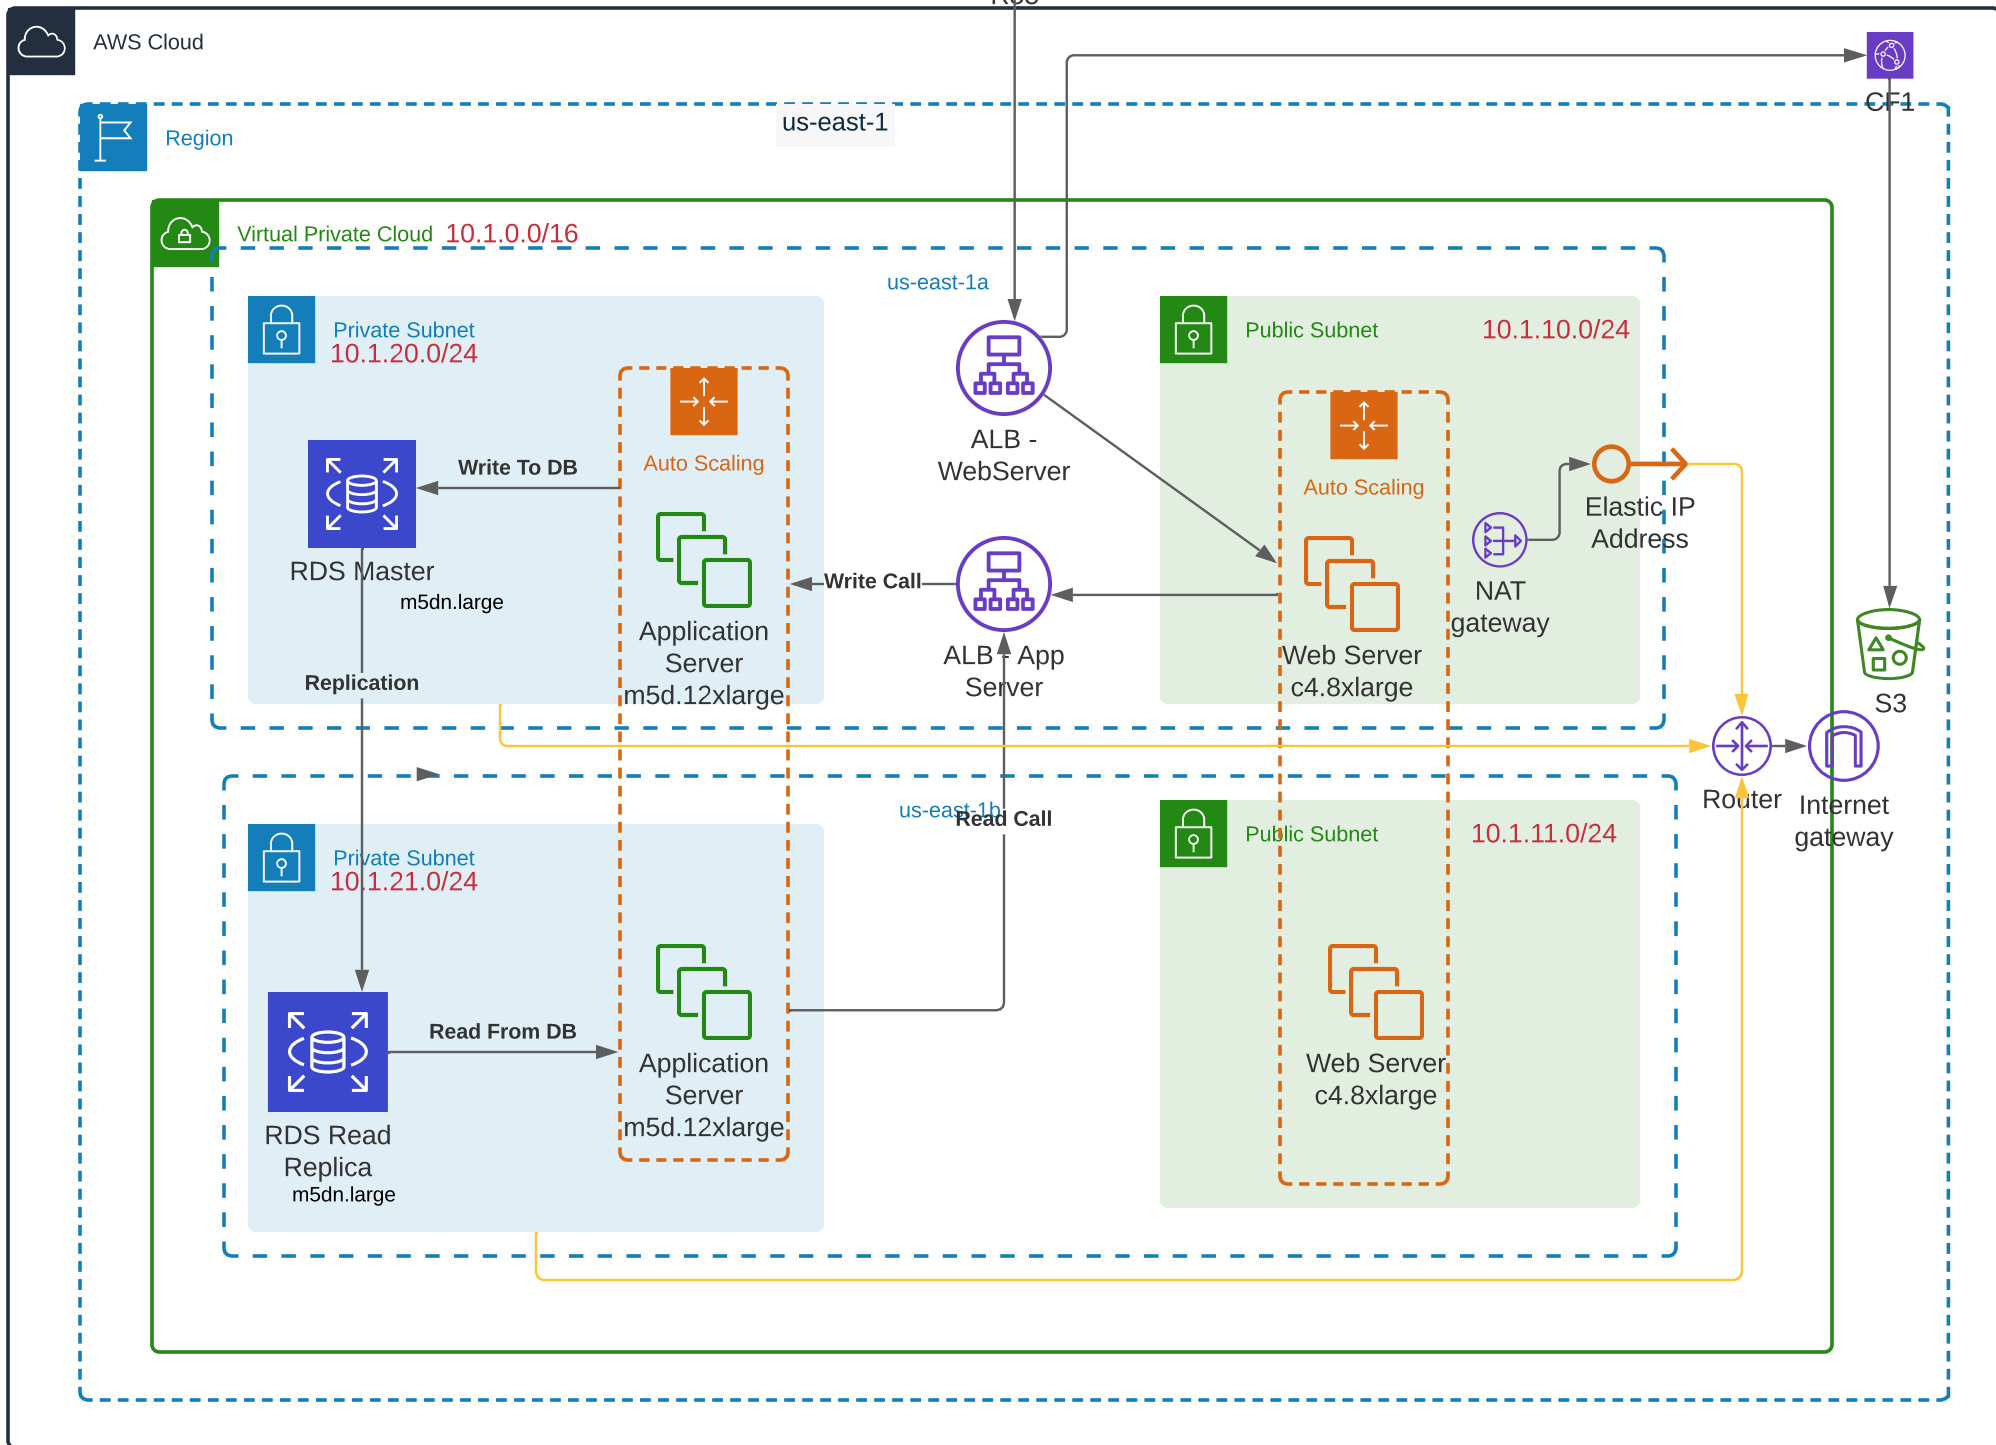 AWS Cloud
CF1
us-east-1
Region
Virtual Private Cloud 10.1.0.0/16
us-east-1a
Private Subnet
10.1.20.0/24
Public Subnet
10.1.10.0/24
Auto Scaling
Write To DB
RDS Master
m5dn.large
Application
Server
m5d.12xlarge
Replication
ALB -
WebServer
Write Call
ALB - App
Server
Auto Scaling
Web Server
c4.8xlarge
NAT
gateway
Elastic IP
Address
S3
Router
Internet
gateway
us-east-1b
Read Call
Private Subnet
10.1.21.0/24
Public Subnet
10.1.11.0/24
Read From DB
RDS Read
Replica
m5dn.large
Application
Server
m5d.12xlarge
Web Server
c4.8xlarge